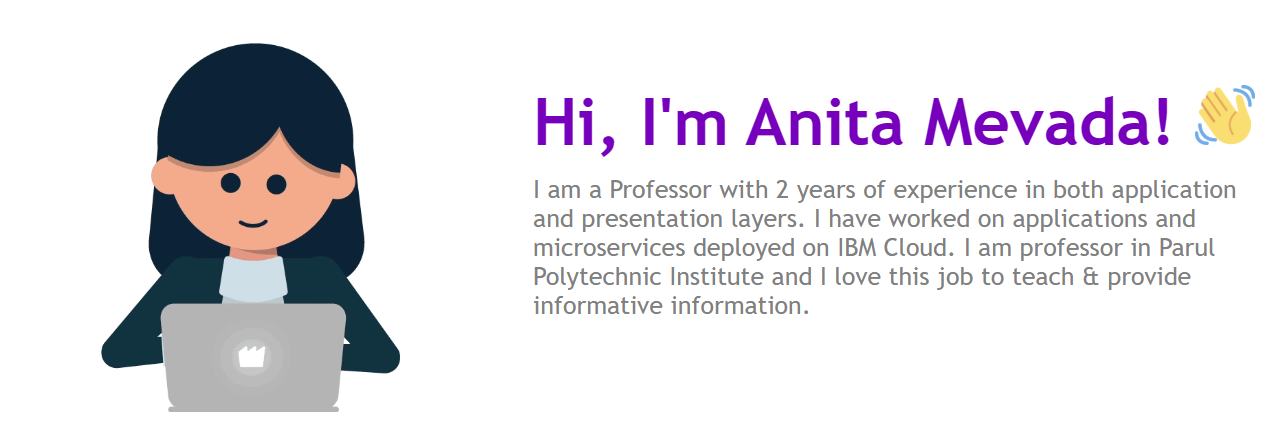 Hi, I'm Anita Mevada! 👋
I am a Professor with 2 years of experience in both application
and presentation layers. I have worked on applications and
microservices deployed on IBM Cloud. I am professor in Parul
Polytechnic Institute and I love this job to teach & provide
informative information.